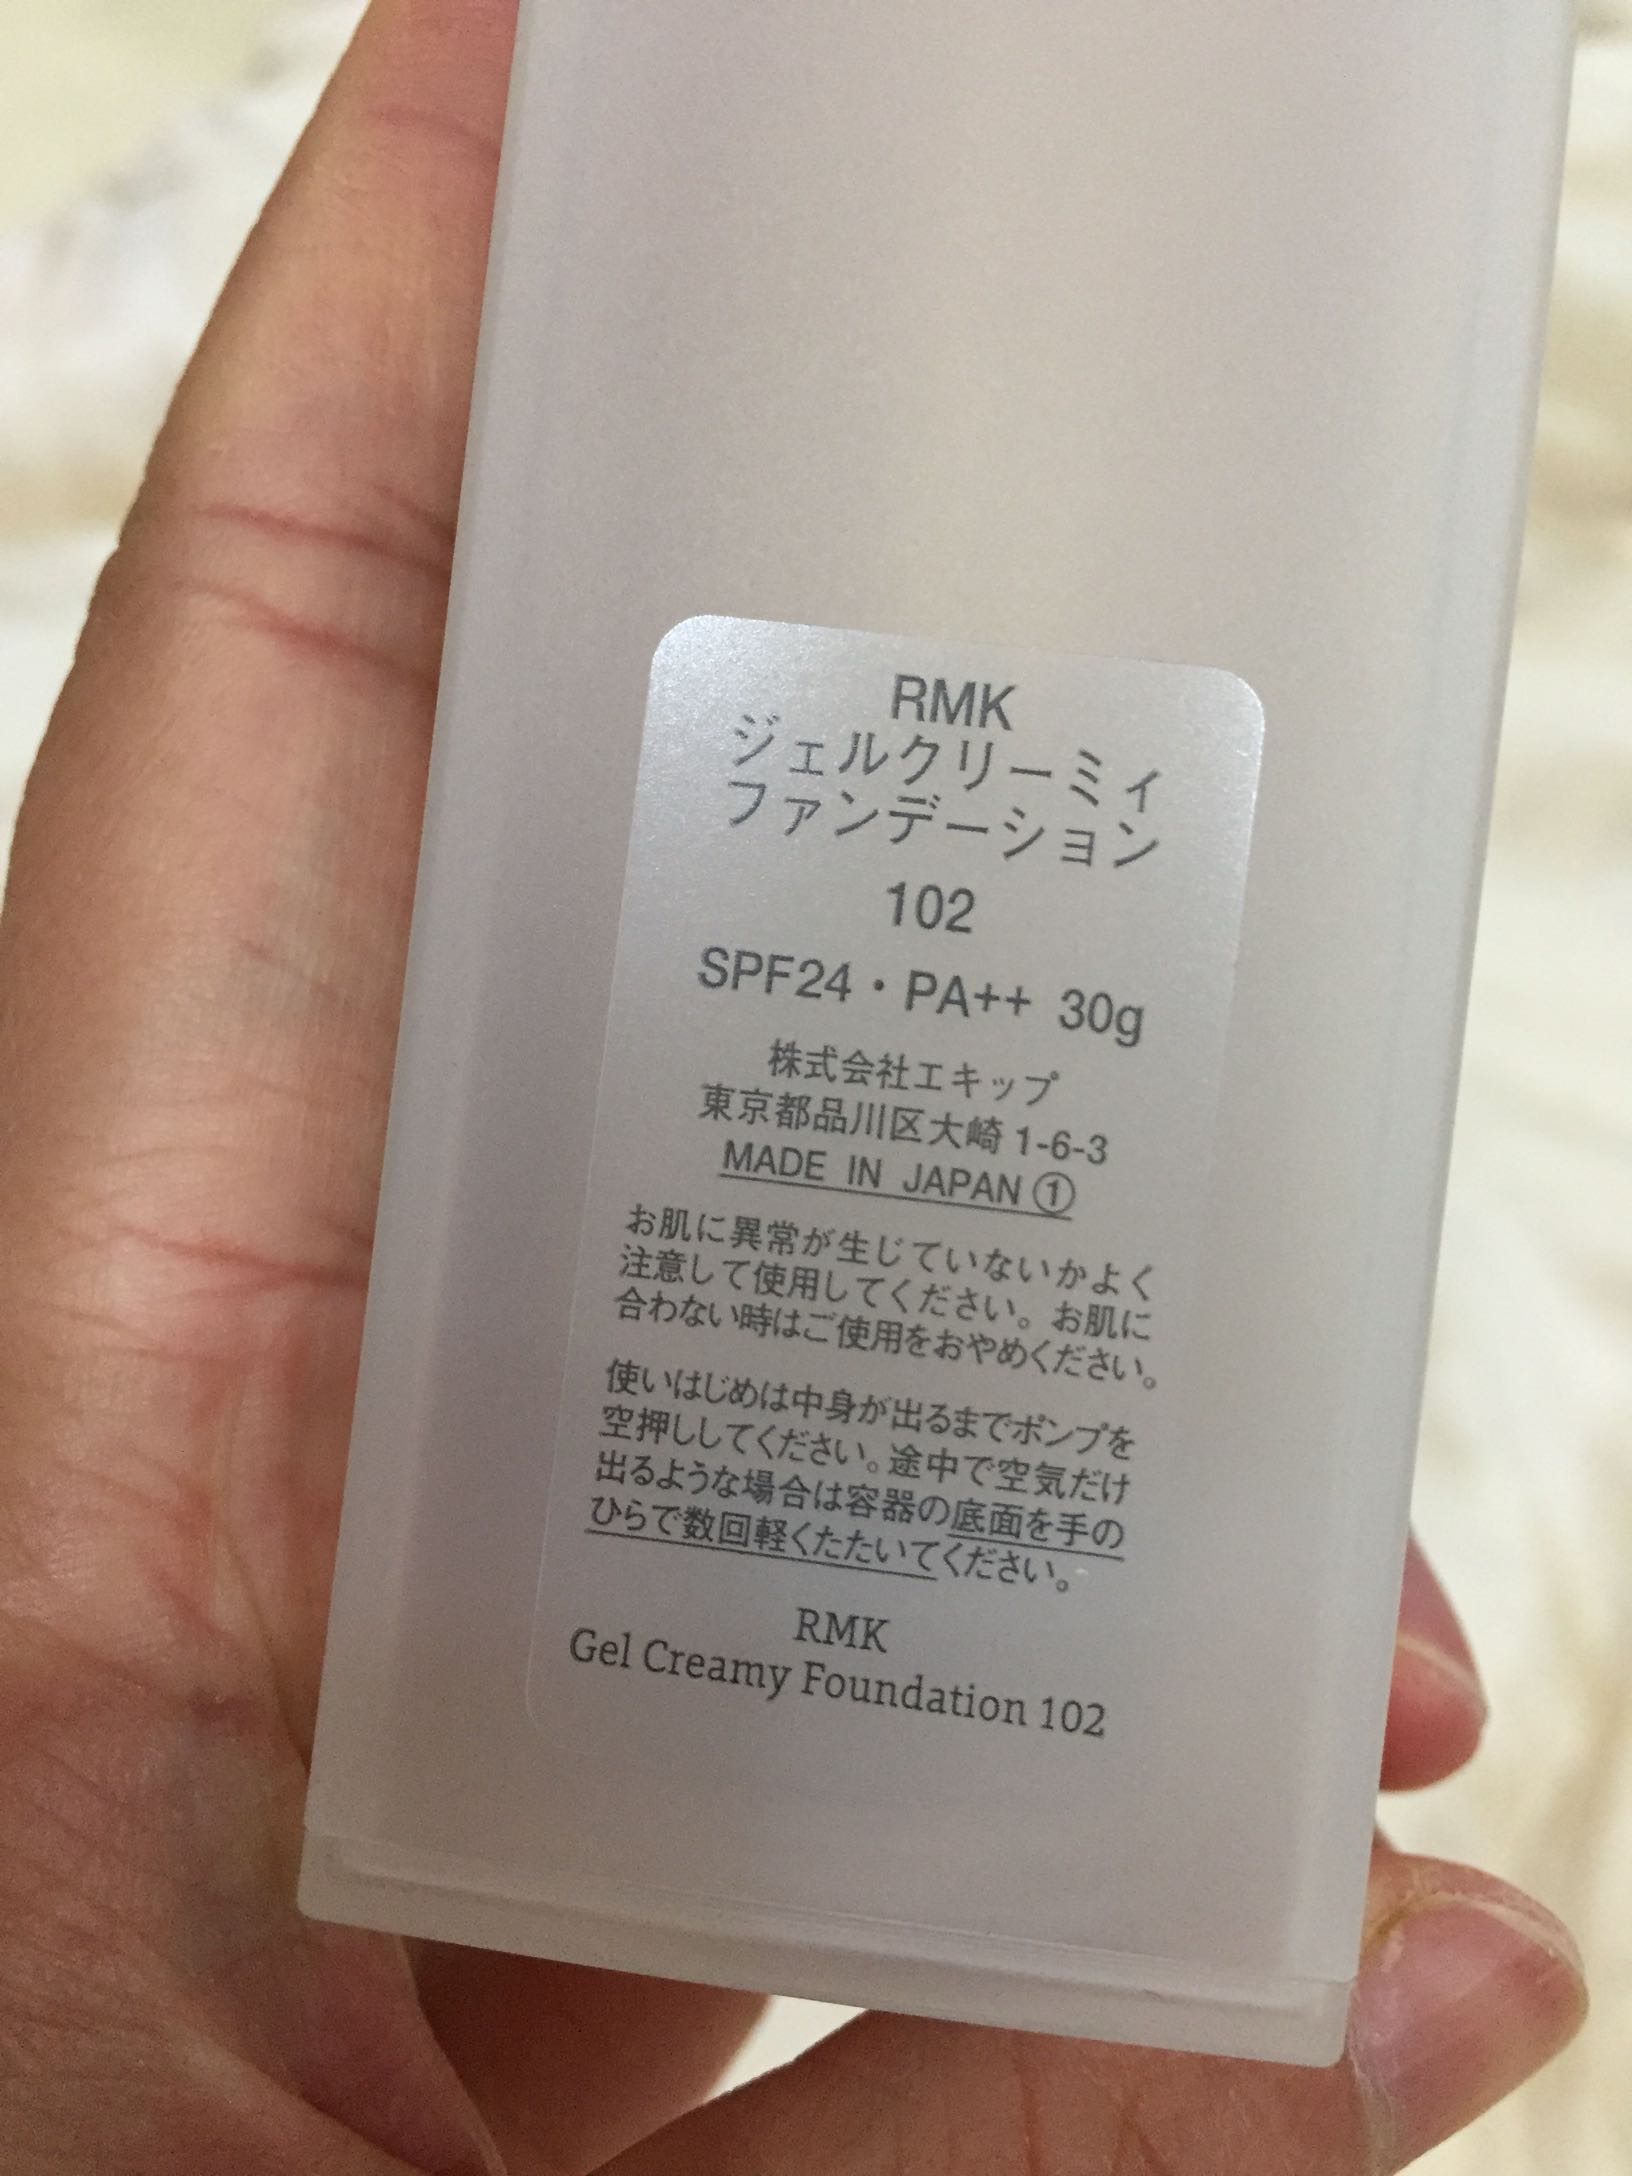 RMK
ジェルクリーミィ
ファンデーション
102
SPF24・PA++ 30g
株式会社エキップ
東京都品川区大崎 1-6-3
MADE IN JAPAN ①
お肌に異常が生じていないかよく
注意して使用してください。お肌に
合わない時はご使用をおやめください。
使いはじめは中身が出るまでポンプを
空押ししてください。途中で空気だけ
出るような場合は容器の底面を手の
ひらで数回軽くたたいてください。
RMK
Gel Creamy Foundation 102